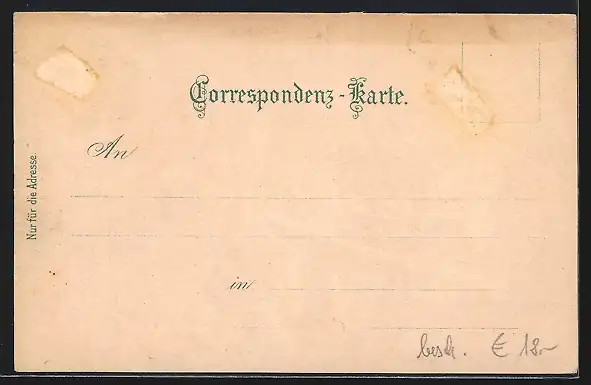 Correspondenz-Karte.
An
Nur für die Adresse.
in
besch. € 18.-